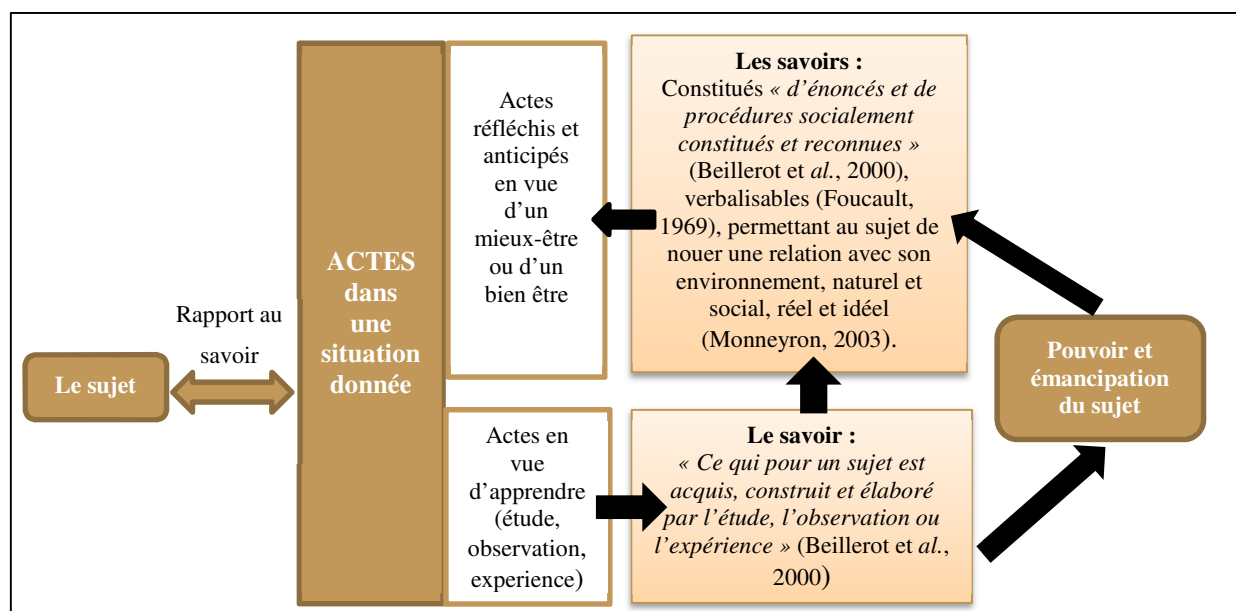 Le sujet
Rapport au
savoir
ACTES
dans
une
situation
donnée
Actes
réfléchis et
anticipés
en vue
d’un
mieux-être
ou d’un
bien être
Actes en
vue
d’apprendre
(étude,
observation,
experience)
Les savoirs :
Constitués « d’énoncés et de
procédures socialement
constitués et reconnues »
(Beillerot et al., 2000),
verbalisables (Foucault,
1969), permettant au sujet de
nouer une relation avec son
environnement, naturel et
social, réel et idéel
(Monneyron, 2003).
Le savoir :
« Ce qui pour un sujet est
acquis, construit et élaboré
par l’étude, l’observation ou
l’expérience » (Beillerot et al.,
2000)
Pouvoir et
émancipation
du sujet